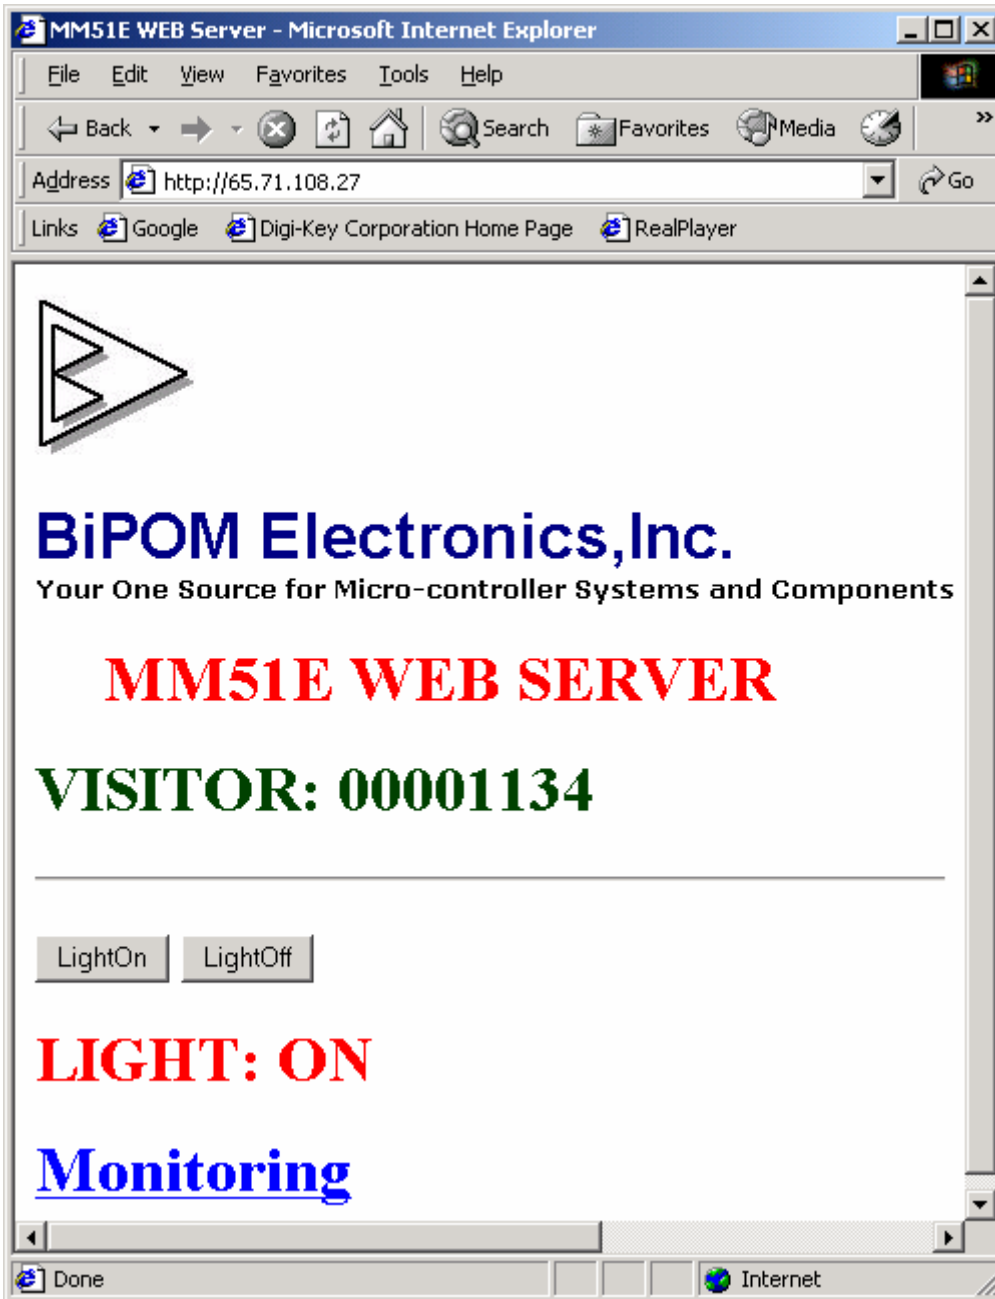 MM51E WEB Server - Microsoft Internet Explorer
File Edit View Favorites Tools Help
Back Search Favorites Media »
Address http://65.71.108.27 Go
Links Google Digi-Key Corporation Home Page RealPlayer
BiPOM Electronics,Inc.
Your One Source for Micro-controller Systems and Components
MM51E WEB SERVER
VISITOR: 00001134
LightOn LightOff
LIGHT: ON
Monitoring
Done Internet